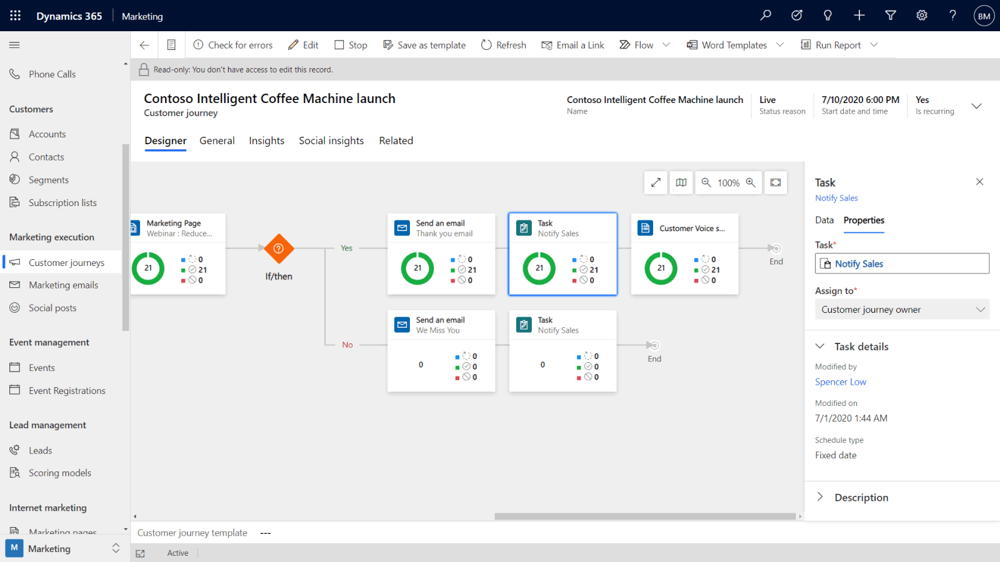 Dynamics 365
Marketing
BM
Check for errors
Edit
Stop
Save as template
Refresh
Email a Link
Flow
Word Templates
Run Report
Read-only: You don't have access to edit this record.
Phone Calls
Customers
Accounts
Contacts
Segments
Subscription lists
Marketing execution
Customer journeys
Marketing emails
Social posts
Event management
Events
Event Registrations
Lead management
Leads
Scoring models
Internet marketing
Marketing pages
M
Marketing
Contoso Intelligent Coffee Machine launch
Customer journey
Contoso Intelligent Coffee Machine launch
Name
Live
Status reason
7/10/2020 6:00 PM
Start date and time
Yes
Is recurring
Designer
General
Insights
Social insights
Related
100%
Marketing Page
Webinar : Reduce...
21
0
21
0
If/then
Yes
Send an email
Thank you email
21
0
21
0
Task
Notify Sales
21
0
21
0
Customer Voice s...
21
0
21
0
End
No
Send an email
We Miss You
0
0
0
0
Task
Notify Sales
0
0
0
0
End
Task
Notify Sales
Data
Properties
Task*
Notify Sales
Assign to*
Customer journey owner
Task details
Modified by
Spencer Low
Modified on
7/1/2020 1:44 AM
Schedule type
Fixed date
Description
Customer journey template
---
Active